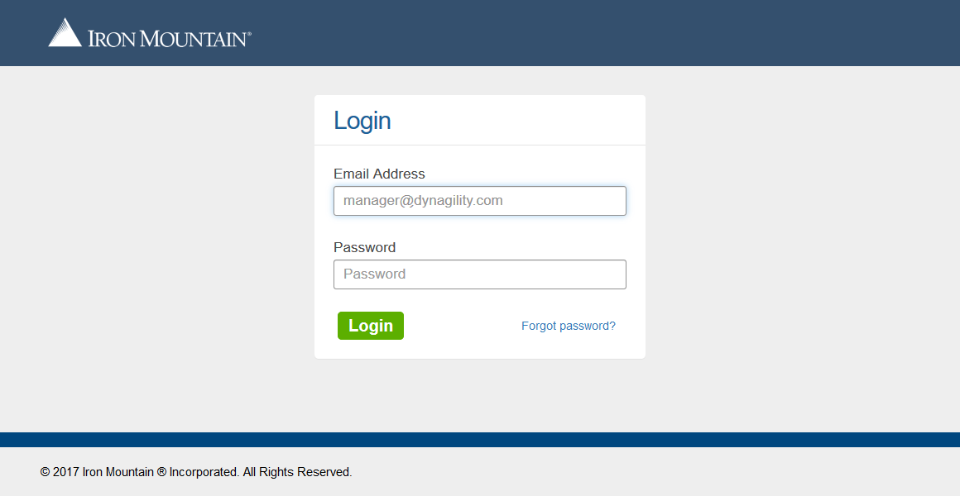 IRON MOUNTAIN®
Login
Email Address
manager@dynagility.com
Password
Password
Login Forgot password?
© 2017 Iron Mountain ® Incorporated. All Rights Reserved.